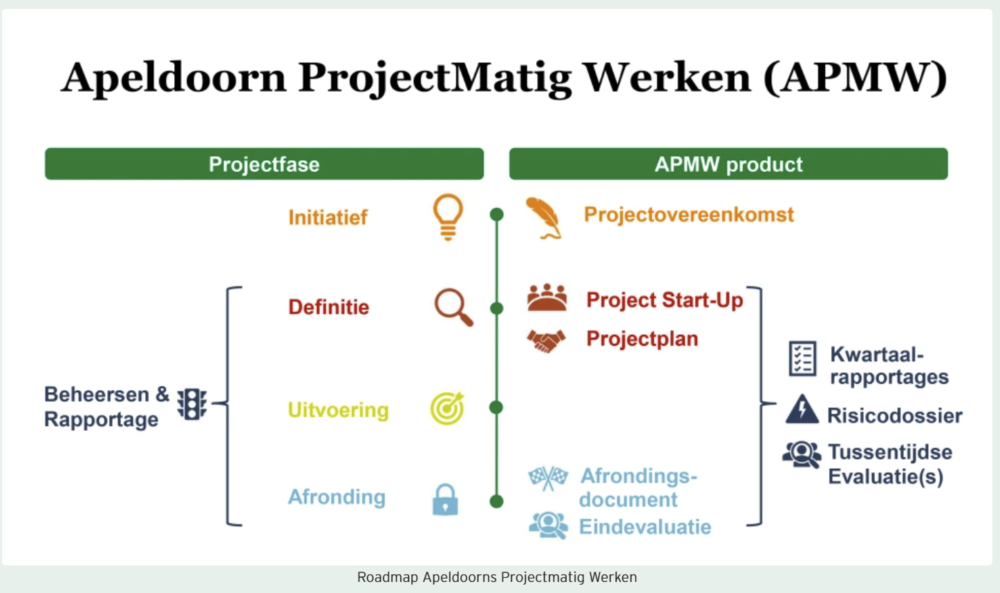 Apeldoorn ProjectMatig Werken (APMW)
Projectfase
APMW product
Initiatief
Projectovereenkomst
Definitie
Project Start-Up
Projectplan
Beheersen &
Rapportage
Uitvoering
Kwartaal-
rapportages
Risicodossier
Tussentijdse
Evaluatie(s)
Afronding
Afrondings-
document
Eindevaluatie
Roadmap Apeldoorns Projectmatig Werken